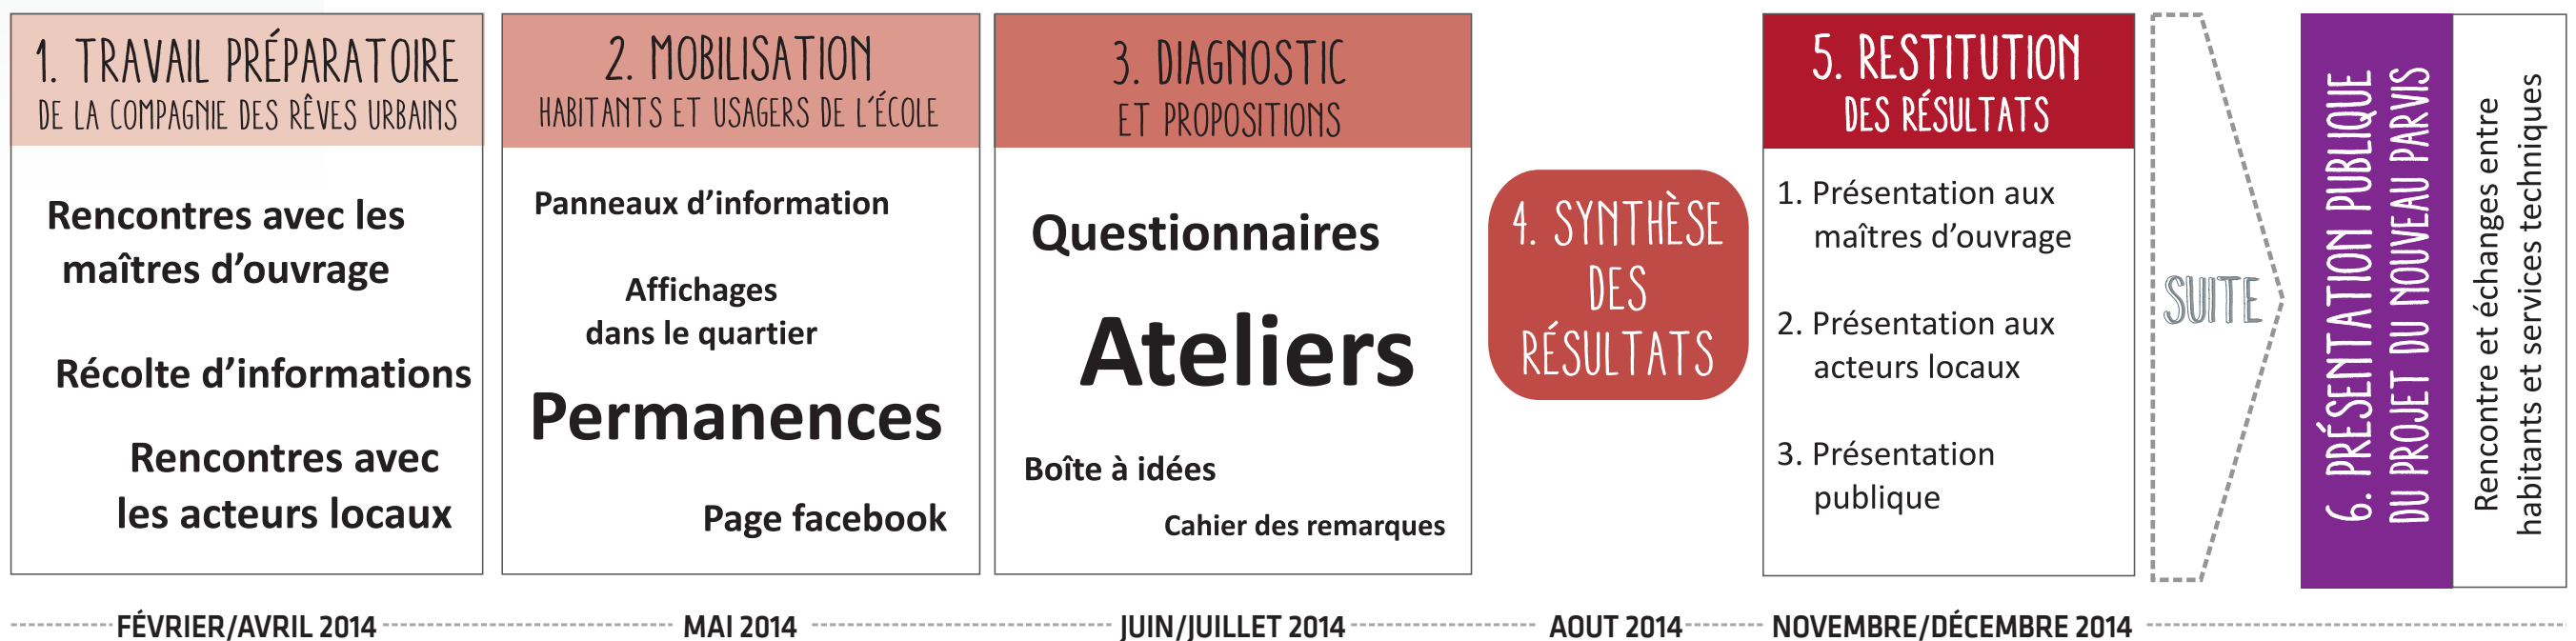 1. TRAVAIL PRÉPARATOIRE
DE LA COMPAGNIE DES RÊVES URBAINS
Rencontres avec les
maîtres d’ouvrage
Récolte d’informations
Rencontres avec
les acteurs locaux
2. MOBILISATION
HABITANTS ET USAGERS DE L’ÉCOLE
Panneaux d’information
Affichages
dans le quartier
Permanences
Page facebook
3. DIAGNOSTIC
ET PROPOSITIONS
Questionnaires
Ateliers
Boîte à idées
Cahier des remarques
4. SYNTHÈSE
DES
RÉSULTATS
5. RESTITUTION
DES RÉSULTATS
1. Présentation aux
maîtres d’ouvrage
2. Présentation aux
acteurs locaux
3. Présentation
publique
SUITE
6. PRÉSENTATION PUBLIQUE
DU PROJET DU NOUVEAU PARVIS
Rencontre et échanges entre
habitants et services techniques
FÉVRIER/AVRIL 2014
MAI 2014
JUIN/JUILLET 2014
AOUT 2014
NOVEMBRE/DÉCEMBRE 2014